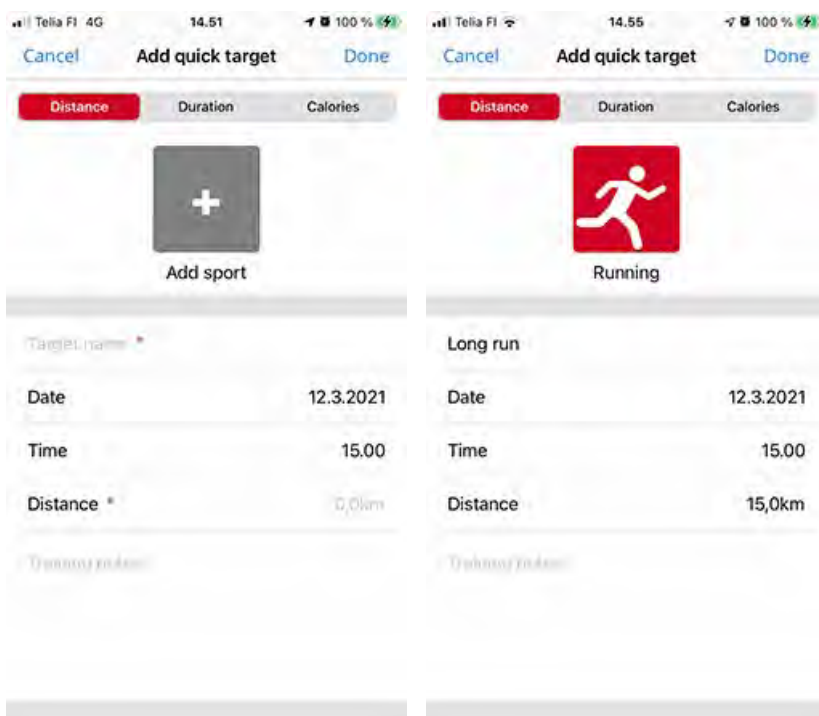 Telia FI 4G 14.51 100 %
Cancel Add quick target Done
Distance Duration Calories
+
Add sport
Target name *
Date 12.3.2021
Time 15.00
Distance * 0,0km
Training notes
Telia FI 14.55 100 %
Cancel Add quick target Done
Distance Duration Calories
Running
Long run
Date 12.3.2021
Time 15.00
Distance 15,0km
Training notes